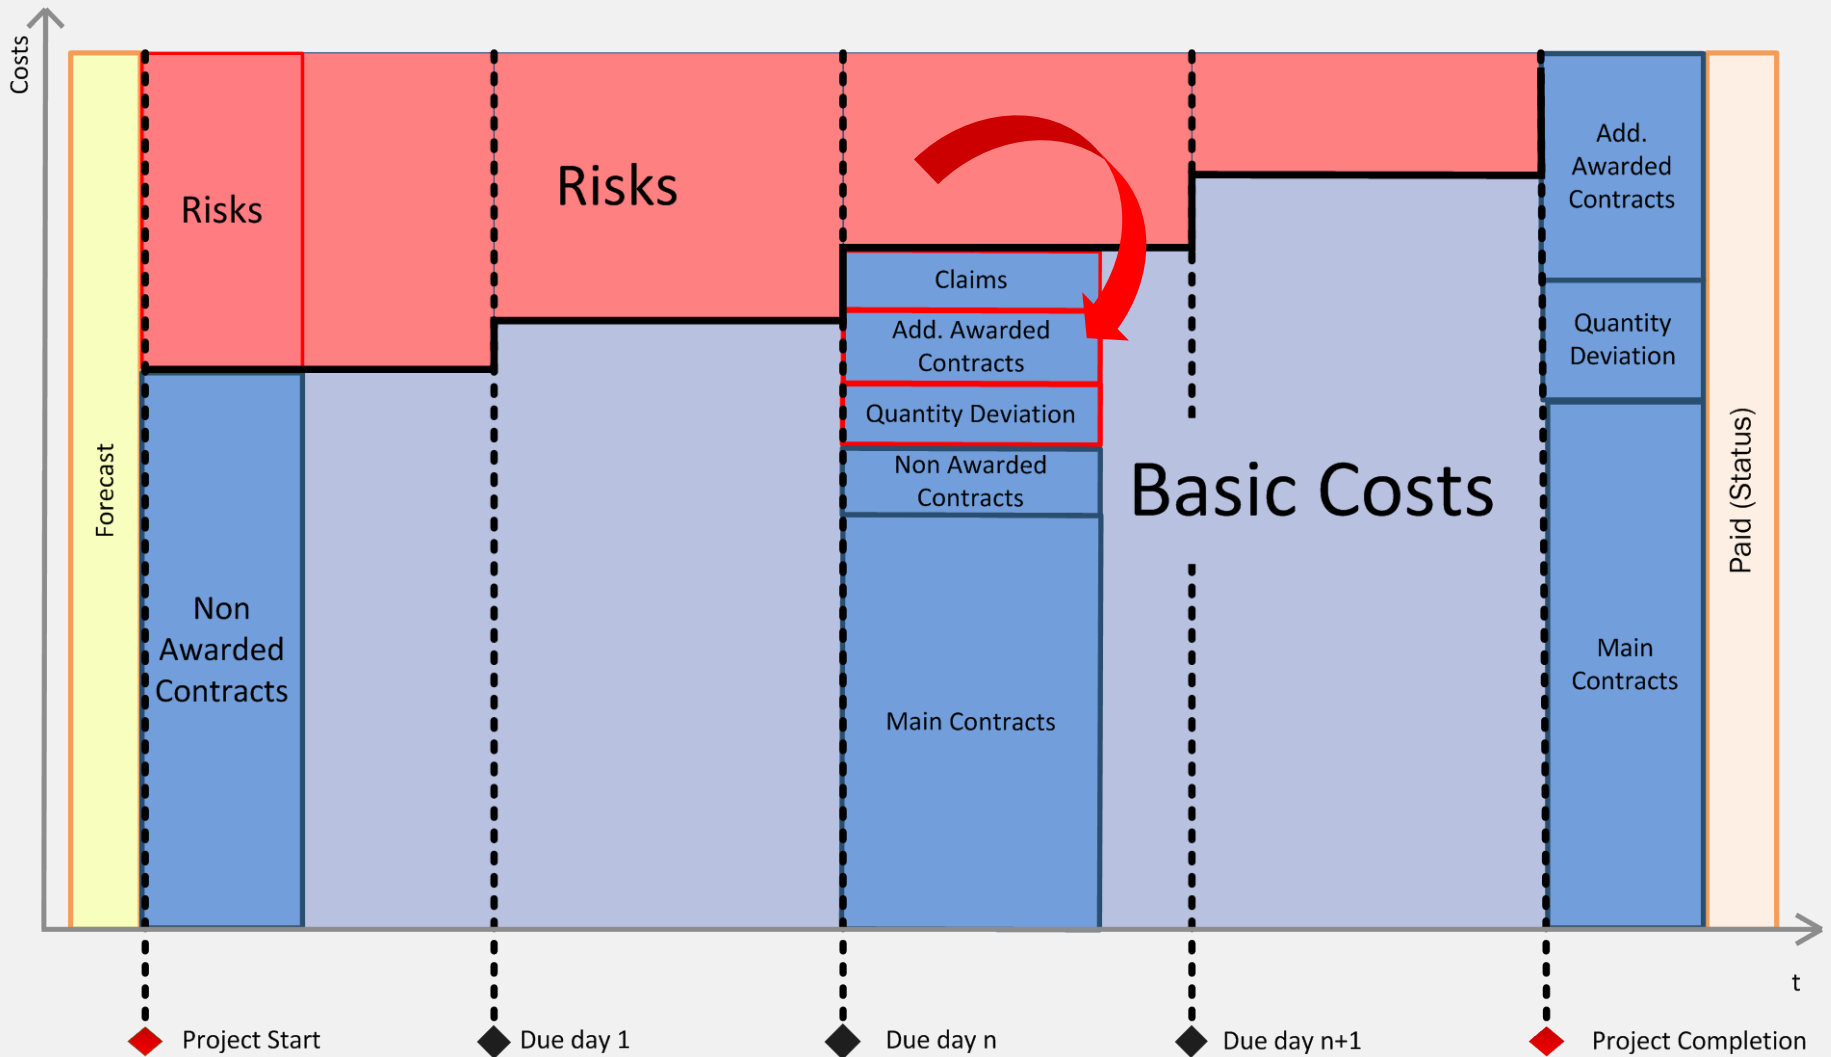 Costs
Forecast
Risks
Non
Awarded
Contracts
Risks
Claims
Add. Awarded
Contracts
Quantity Deviation
Non Awarded
Contracts
Main Contracts
Basic Costs
Add.
Awarded
Contracts
Quantity
Deviation
Main
Contracts
Paid (Status)
t
Project Start
Due day 1
Due day n
Due day n+1
Project Completion